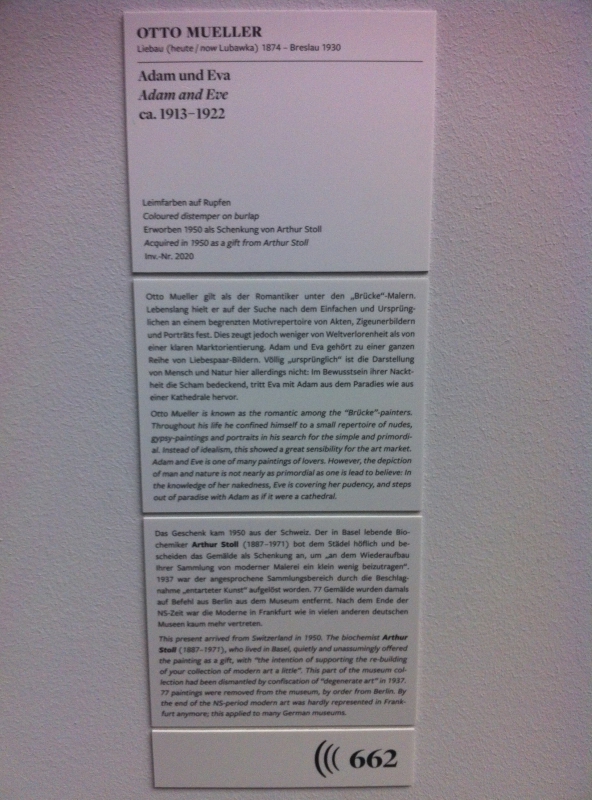 OTTO MUELLER
Liebau (heute / now Lubawka) 1874 – Breslau 1930
Adam und Eva
Adam and Eve
ca. 1913–1922
Leimfarben auf Rupfen
Coloured distemper on burlap
Erworben 1950 als Schenkung von Arthur Stoll
Acquired in 1950 as a gift from Arthur Stoll
Inv.-Nr. 2020
Otto Mueller gilt als der Romantiker unter den „Brücke“-Malern.
Lebenslang hielt er auf der Suche nach dem Einfachen und Ursprüng-
lichen an einem begrenzten Motivrepertoire von Akten, Zigeunerbildern
und Porträts fest. Dies zeugt jedoch weniger von Weltverlorenheit als von
einer klaren Marktorientierung. Adam und Eva gehört zu einer ganzen
Reihe von Liebespaar-Bildern. Völlig „ursprünglich“ ist die Darstellung
von Mensch und Natur hier allerdings nicht: Im Bewusstsein ihrer Nackt-
heit die Scham bedeckend, tritt Eva mit Adam aus dem Paradies wie aus
einer Kathedrale hervor.
Otto Mueller is known as the romantic among the "Brücke"-painters.
Throughout his life he confined himself to a small repertoire of nudes,
gypsy-paintings and portraits in his search for the simple and primordi-
al. Instead of idealism, this showed a great sensibility for the art market.
Adam and Eve is one of many paintings of lovers. However, the depiction
of man and nature is not nearly as primordial as one is lead to believe: In
the knowledge of her nakedness, Eve is covering her pudency, and steps
out of paradise with Adam as if it were a cathedral.
Das Geschenk kam 1950 aus der Schweiz. Der in Basel lebende Bio-
chemiker Arthur Stoll (1887–1971) bot dem Städel höflich und be-
scheiden das Gemälde als Schenkung an, um „an dem Wiederaufbau
Ihrer Sammlung von moderner Malerei ein klein wenig beizutragen“.
1937 war der angesprochene Sammlungsbereich durch die Beschlag-
nahme „entarteter Kunst“ aufgelöst worden. 77 Gemälde wurden damals
auf Befehl aus Berlin aus dem Museum entfernt. Nach dem Ende der
NS-Zeit war die Moderne in Frankfurt wie in vielen anderen deutschen
Museen kaum mehr vertreten.
This present arrived from Switzerland in 1950. The biochemist Arthur
Stoll (1887–1971), who lived in Basel, quietly and unassumingly offered
the painting as a gift, with "the intention of supporting the re-building
of your collection of modern art a little". This part of the museum col-
lection had been dismantled by confiscation of "degenerate art" in 1937.
77 paintings were removed from the museum, by order from Berlin. By
the end of the NS-period modern art was hardly represented in Frank-
furt anymore; this applied to many German museums.
662